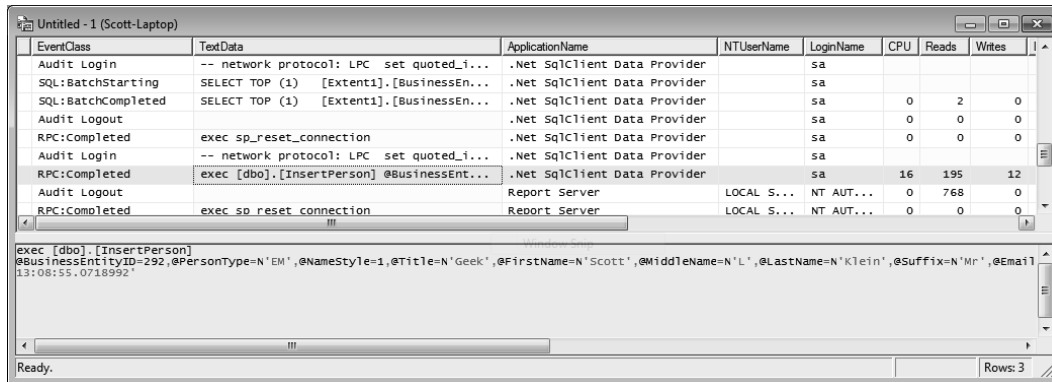 Untitled - 1 (Scott-Laptop)
EventClass TextData ApplicationName NTUserName LoginName CPU Reads Writes
Audit Login -- network protocol: LPC set quoted_i... .Net SqlClient Data Provider sa
SQL:BatchStarting SELECT TOP (1) [Extent1].[BusinessEn... .Net SqlClient Data Provider sa
SQL:BatchCompleted SELECT TOP (1) [Extent1].[BusinessEn... .Net SqlClient Data Provider sa 0 2 0
Audit Logout .Net SqlClient Data Provider sa 0 0 0
RPC:Completed exec sp_reset_connection .Net SqlClient Data Provider sa 0 0 0
Audit Login -- network protocol: LPC set quoted_i... .Net SqlClient Data Provider sa
RPC:Completed exec [dbo].[InsertPerson] @BusinessEnt... .Net SqlClient Data Provider sa 16 195 12
Audit Logout Report Server LOCAL S... NT AUT... 0 768 0
RPC:Completed exec sp_reset_connection Report Server LOCAL S... NT AUT... 0 0 0
Window Snip
exec [dbo].[InsertPerson]
@BusinessEntityID=292,@PersonType=N'EM',@NameStyle=1,@Title=N'Geek',@FirstName=N'Scott',@MiddleName=N'L',@LastName=N'Klein',@Suffix=N'Mr',@Email
13:08:55.0718992'
Ready. Rows: 3